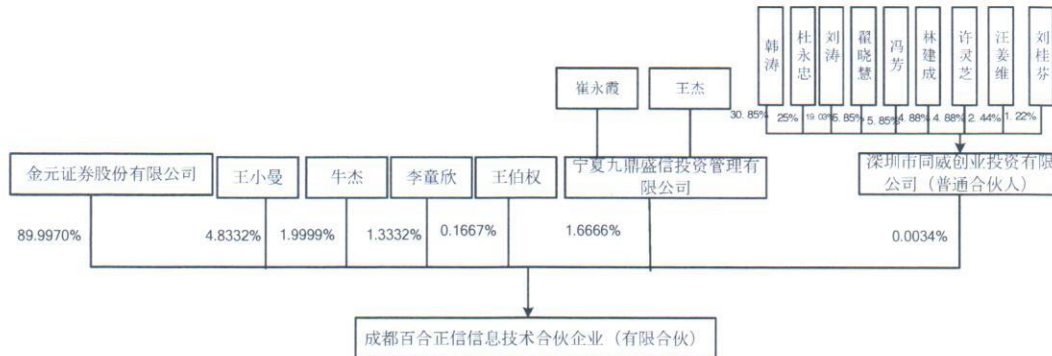 韩涛
杜永忠
刘涛
翟晓慧
冯芳
林建成
许灵芝
汪姜维
刘桂芬
崔永霞
王杰
30.85%
25%
19.03%
5.85%
5.85%
4.88%
4.88%
2.44%
1.22%
金元证券股份有限公司
王小曼
牛杰
李童欣
王伯权
宁夏九鼎盛信投资管理有
限公司
深圳市同威创业投资有限
公司（普通合伙人）
89.9970%
4.8332%
1.9999%
1.3332%
0.1667%
1.6666%
0.0034%
成都百合正信信息技术合伙企业（有限合伙）